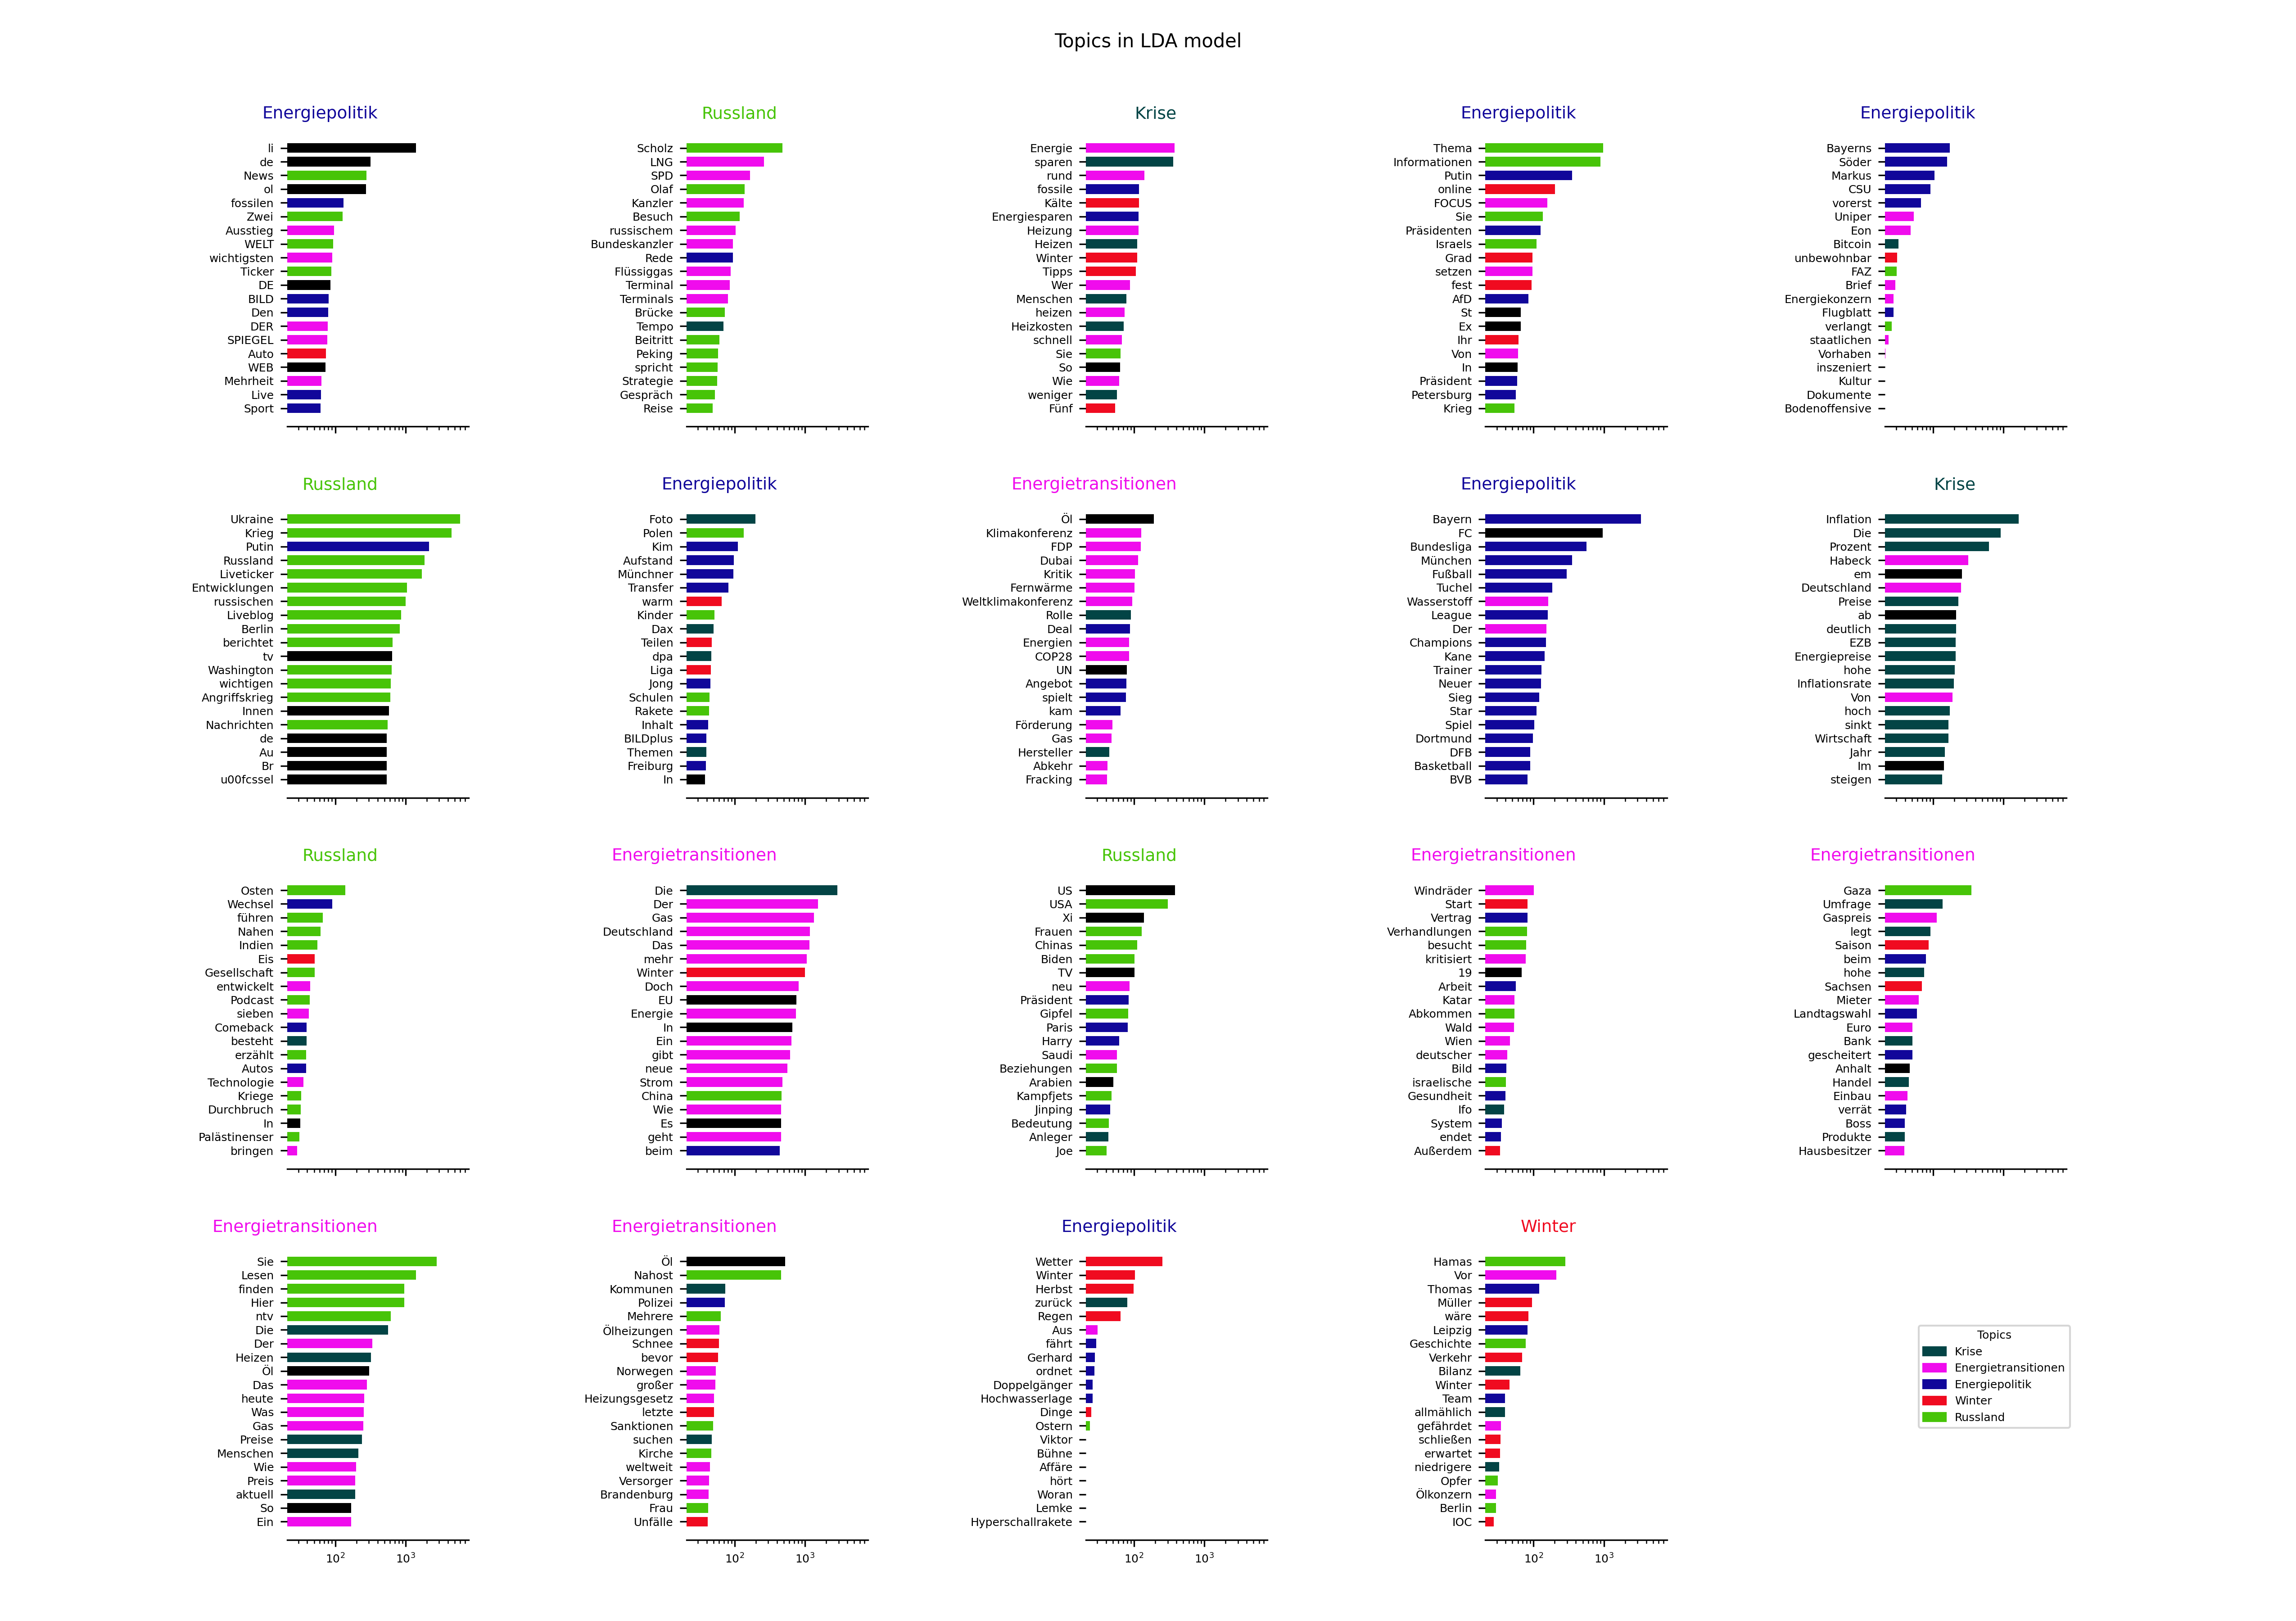 Topics in LDA model
Energiepolitik
li
de
News
ol
fossilen
Zwei
Ausstieg
WELT
wichtigsten
Ticker
DE
BILD
Den
DER
SPIEGEL
Auto
WEB
Mehrheit
Live
Sport
Russland
Scholz
LNG
SPD
Olaf
Kanzler
Besuch
russischem
Bundeskanzler
Rede
Flüssiggas
Terminal
Terminals
Brücke
Tempo
Beitritt
Peking
spricht
Strategie
Gespräch
Reise
Krise
Energie
sparen
rund
fossile
Kälte
Energiesparen
Heizung
Heizen
Winter
Tipps
Wer
Menschen
heizen
Heizkosten
schnell
Sie
So
Wie
weniger
Fünf
Energiepolitik
Thema
Informationen
Putin
online
FOCUS
Sie
Präsidenten
Israels
Grad
setzen
fest
AfD
St
Ex
Ihr
Von
In
Präsident
Petersburg
Krieg
Energiepolitik
Bayerns
Söder
Markus
CSU
vorerst
Uniper
Eon
Bitcoin
unbewohnbar
FAZ
Brief
Energiekonzern
Flugblatt
verlangt
staatlichen
Vorhaben
inszeniert
Kultur
Dokumente
Bodenoffensive
Russland
Ukraine
Krieg
Putin
Russland
Liveticker
Entwicklungen
russischen
Liveblog
Berlin
berichtet
tv
Washington
wichtigen
Angriffskrieg
Innen
Nachrichten
de
Au
Br
u00fcssel
Energiepolitik
Foto
Polen
Kim
Aufstand
Münchner
Transfer
warm
Kinder
Dax
Teilen
dpa
Liga
Jong
Schulen
Rakete
Inhalt
BILDplus
Themen
Freiburg
In
Energietransitionen
Öl
Klimakonferenz
FDP
Dubai
Kritik
Fernwärme
Weltklimakonferenz
Rolle
Deal
Energien
COP28
UN
Angebot
spielt
kam
Förderung
Gas
Hersteller
Abkehr
Fracking
Energiepolitik
Bayern
FC
Bundesliga
München
Fußball
Tuchel
Wasserstoff
League
Der
Champions
Kane
Trainer
Neuer
Sieg
Star
Spiel
Dortmund
DFB
Basketball
BVB
Krise
Inflation
Die
Prozent
Habeck
em
Deutschland
Preise
ab
deutlich
EZB
Energiepreise
hohe
Inflationsrate
Von
hoch
sinkt
Wirtschaft
Jahr
Im
steigen
Russland
Osten
Wechsel
führen
Nahen
Indien
Eis
Gesellschaft
entwickelt
Podcast
sieben
Comeback
besteht
erzählt
Autos
Technologie
Kriege
Durchbruch
In
Palästinenser
bringen
Energietransitionen
Die
Der
Gas
Deutschland
Das
mehr
Winter
Doch
EU
Energie
In
Ein
gibt
neue
Strom
China
Wie
Es
geht
beim
Russland
US
USA
Xi
Frauen
Chinas
Biden
TV
neu
Präsident
Gipfel
Paris
Harry
Saudi
Beziehungen
Arabien
Kampfjets
Jinping
Bedeutung
Anleger
Joe
Energietransitionen
Windräder
Start
Vertrag
Verhandlungen
besucht
kritisiert
19
Arbeit
Katar
Abkommen
Wald
Wien
deutscher
Bild
israelische
Gesundheit
Ifo
System
endet
Außerdem
Energietransitionen
Gaza
Umfrage
Gaspreis
legt
Saison
beim
hohe
Sachsen
Mieter
Landtagswahl
Euro
Bank
gescheitert
Anhalt
Handel
Einbau
verrät
Boss
Produkte
Hausbesitzer
Energietransitionen
Sie
Lesen
finden
Hier
ntv
Die
Der
Heizen
Öl
Das
heute
Was
Gas
Preise
Menschen
Wie
Preis
aktuell
So
Ein
10² 10³
Energietransitionen
Öl
Nahost
Kommunen
Polizei
Mehrere
Ölheizungen
Schnee
bevor
Norwegen
großer
Heizungsgesetz
letzte
Sanktionen
suchen
Kirche
weltweit
Versorger
Brandenburg
Frau
Unfälle
10² 10³
Energiepolitik
Wetter
Winter
Herbst
zurück
Regen
Aus
fährt
Gerhard
ordnet
Doppelgänger
Hochwasserlage
Dinge
Ostern
Viktor
Bühne
Affäre
hört
Woran
Lemke
Hyperschallrakete
10² 10³
Winter
Hamas
Vor
Thomas
Müller
wäre
Leipzig
Geschichte
Verkehr
Bilanz
Winter
Team
allmählich
gefährdet
schließen
erwartet
niedrigere
Opfer
Ölkonzern
Berlin
IOC
10² 10³
Topics
Krise
Energietransitionen
Energiepolitik
Winter
Russland